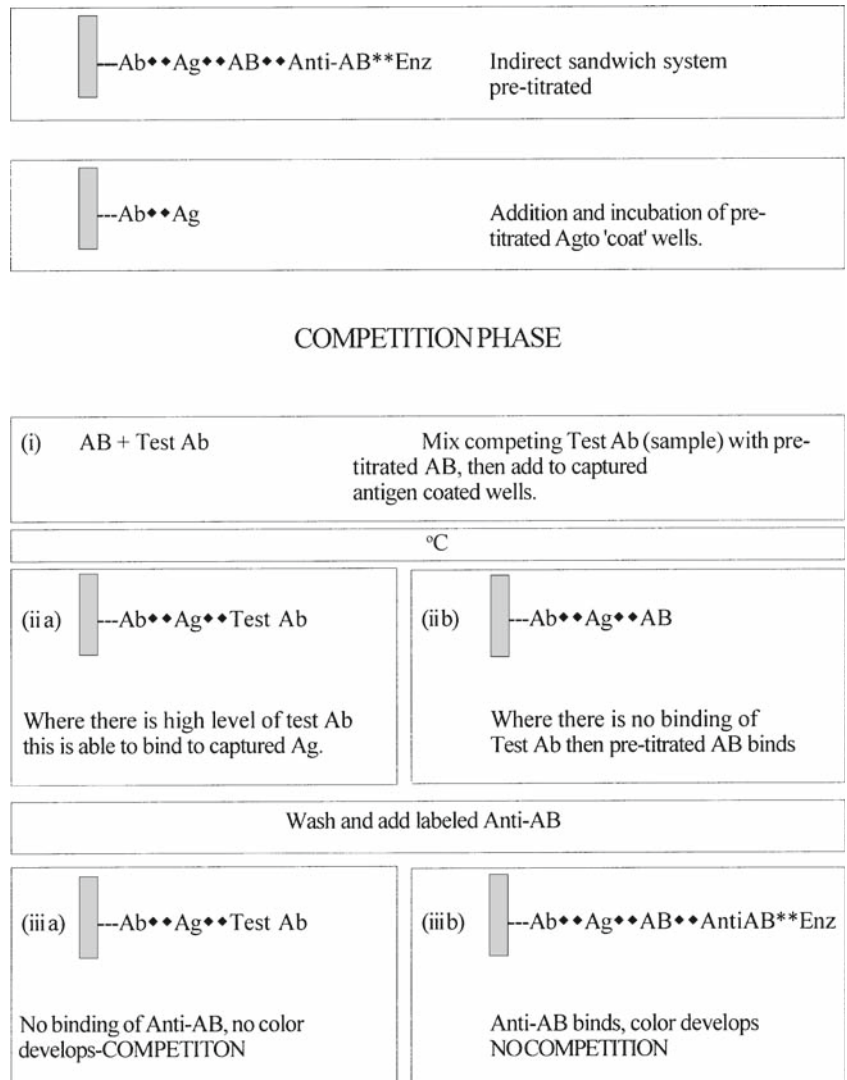 ---Ab◆◆Ag◆◆AB◆◆Anti-AB**Enz
Indirect sandwich system
pre-titrated
---Ab◆◆Ag
Addition and incubation of pre-
titrated Agto 'coat' wells.
COMPETITION PHASE
(i) AB + Test Ab
Mix competing Test Ab (sample) with pre-
titrated AB, then add to captured
antigen coated wells.
ºC
(ii a) ---Ab◆◆Ag◆◆Test Ab
Where there is high level of test Ab
this is able to bind to captured Ag.
(ii b) ---Ab◆◆Ag◆◆AB
Where there is no binding of
Test Ab then pre-titrated AB binds
Wash and add labeled Anti-AB
(iii a) ---Ab◆◆Ag◆◆Test Ab
No binding of Anti-AB, no color
develops-COMPETITON
(iii b) ---Ab◆◆Ag◆◆AB◆◆AntiAB**Enz
Anti-AB binds, color develops
NO COMPETITION